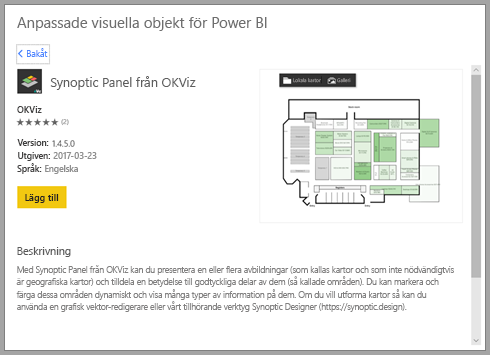 Anpassade visuella objekt för Power BI
Bakåt
Synoptic Panel från OKViz
OKViz
(2)
Version: 1.4.5.0
Utgiven: 2017-03-23
Språk: Engelska
Lägg till
Lokala kartor Galleri
Beskrivning
Med Synoptic Panel från OKViz kan du presentera en eller flera avbildningar (som kallas kartor och som inte nödvändigtvis
är geografiska kartor) och tilldela en betydelse till godtyckliga delar av dem (så kallade områden). Du kan markera och
färga dessa områden dynamiskt och visa många typer av information på dem. Om du vill utforma kartor så kan du
använda en grafisk vektor-redigerare eller vårt tillhörande verktyg Synoptic Designer (https://synoptic.design).